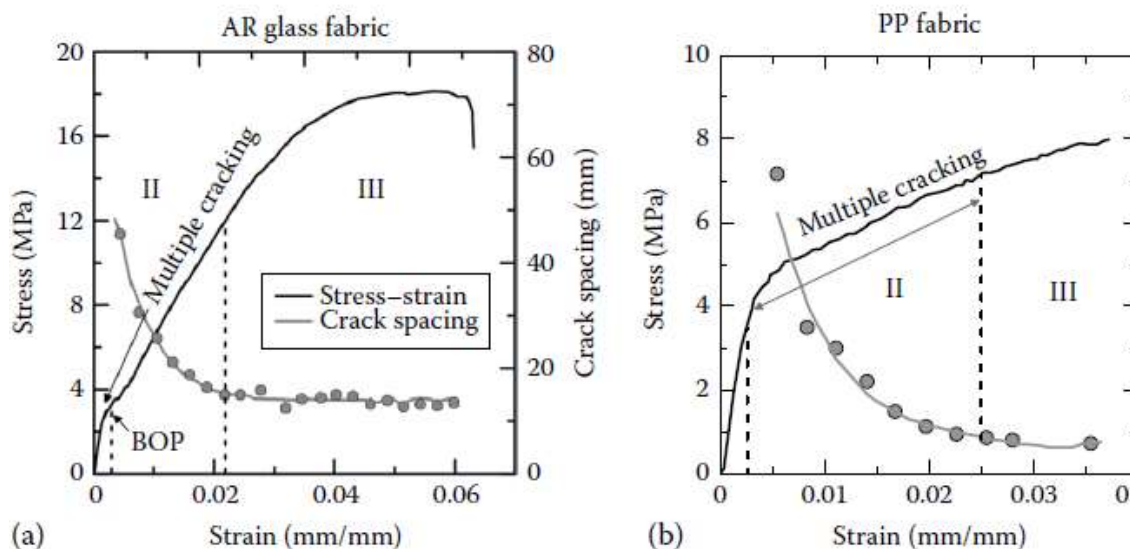 AR glass fabric
20
16
12
8
4
0
Stress (MPa)
80
60
40
20
0
Crack spacing (mm)
II
III
Multiple cracking
Stress–strain
Crack spacing
BOP
0
0.02
0.04
0.06
(a)
Strain (mm/mm)
PP fabric
10
8
6
4
2
0
Stress (MPa)
Multiple cracking
II
III
0
0.01
0.02
0.03
(b)
Strain (mm/mm)